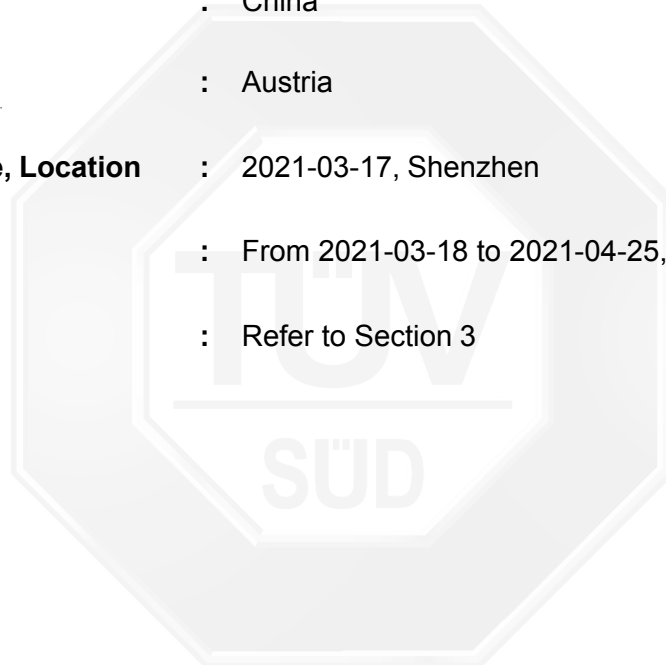 : China
: Austria
e, Location : 2021-03-17, Shenzhen
: From 2021-03-18 to 2021-04-25,
: Refer to Section 3
TÜV
SÜD